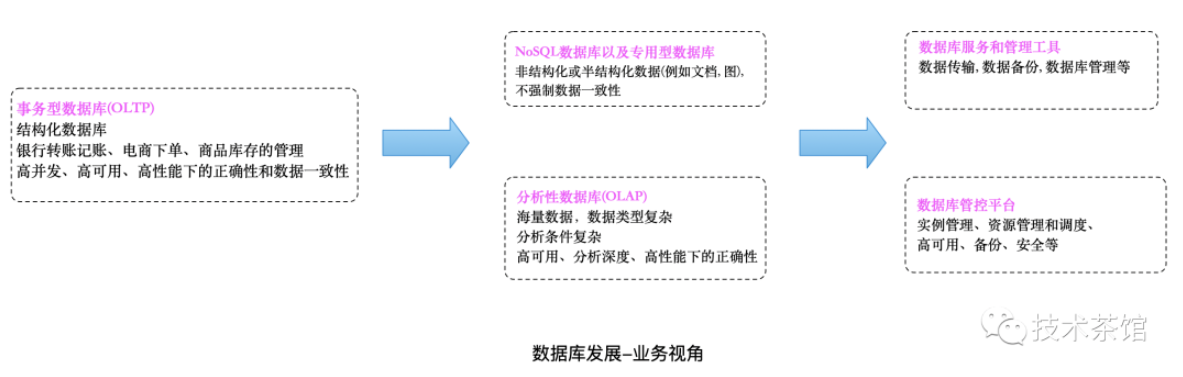 事务型数据库(OLTP)
结构化数据库
银行转账记账、电商下单、商品库存的管理
高并发、高可用、高性能下的正确性和数据一致性
NoSQL数据库以及专用型数据库
非结构化或半结构化数据(例如文档, 图),
不强制数据一致性
分析性数据库(OLAP)
海量数据，数据类型复杂
分析条件复杂
高可用、分析深度、高性能下的正确性
数据库服务和管理工具
数据传输, 数据备份, 数据库管理等
数据库管控平台
实例管理、资源管理和调度、
高可用、备份、安全等
技术茶馆
数据库发展-业务视角